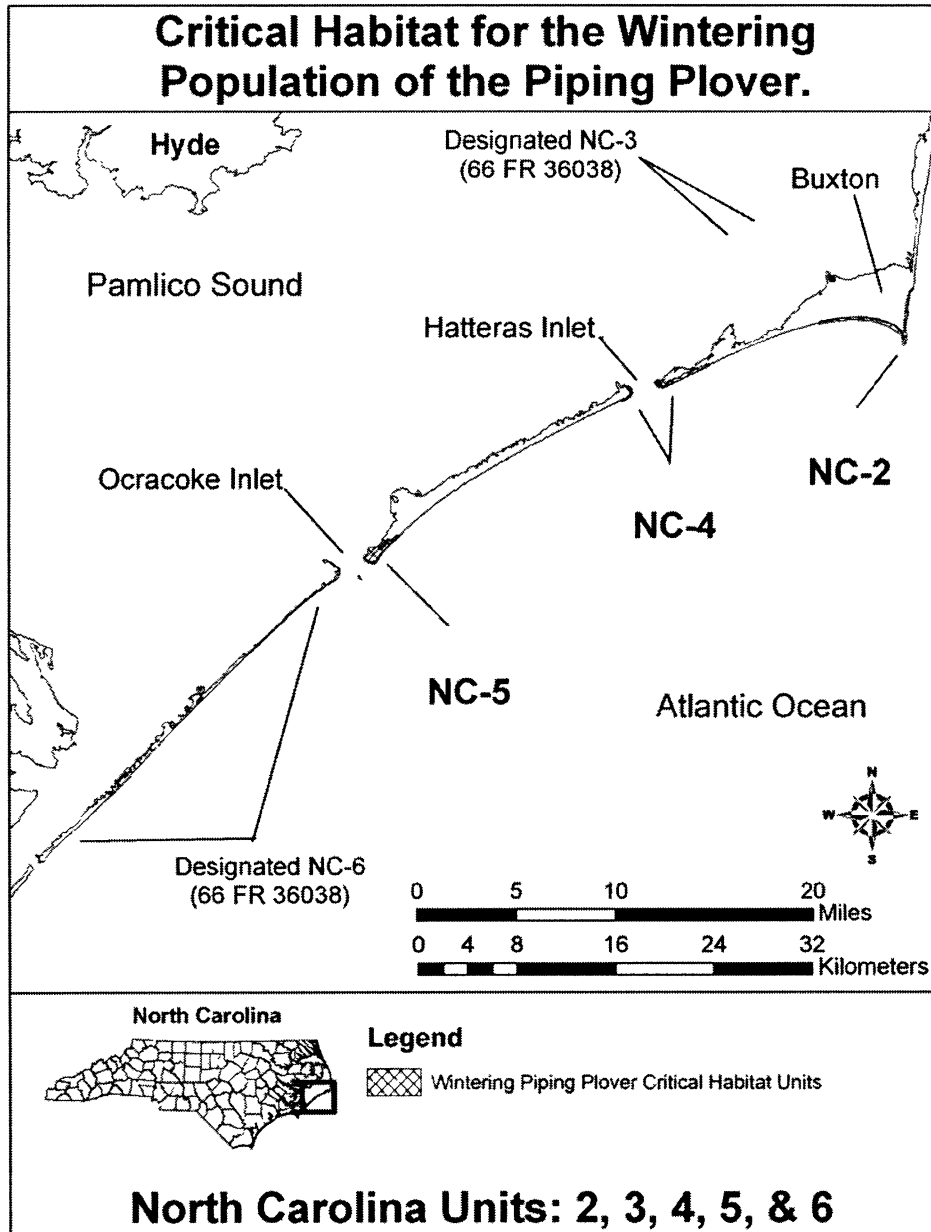 Critical Habitat for the Wintering
Population of the Piping Plover.
Hyde
Designated NC-3
(66 FR 36038)
Buxton
Pamlico Sound
Hatteras Inlet
Ocracoke Inlet
NC-2
NC-4
NC-5
Atlantic Ocean
N
W E
S
Designated NC-6
(66 FR 36038)
0 5 10 20
Miles
0 4 8 16 24 32
Kilometers
North Carolina
Legend
Wintering Piping Plover Critical Habitat Units
North Carolina Units: 2, 3, 4, 5, & 6